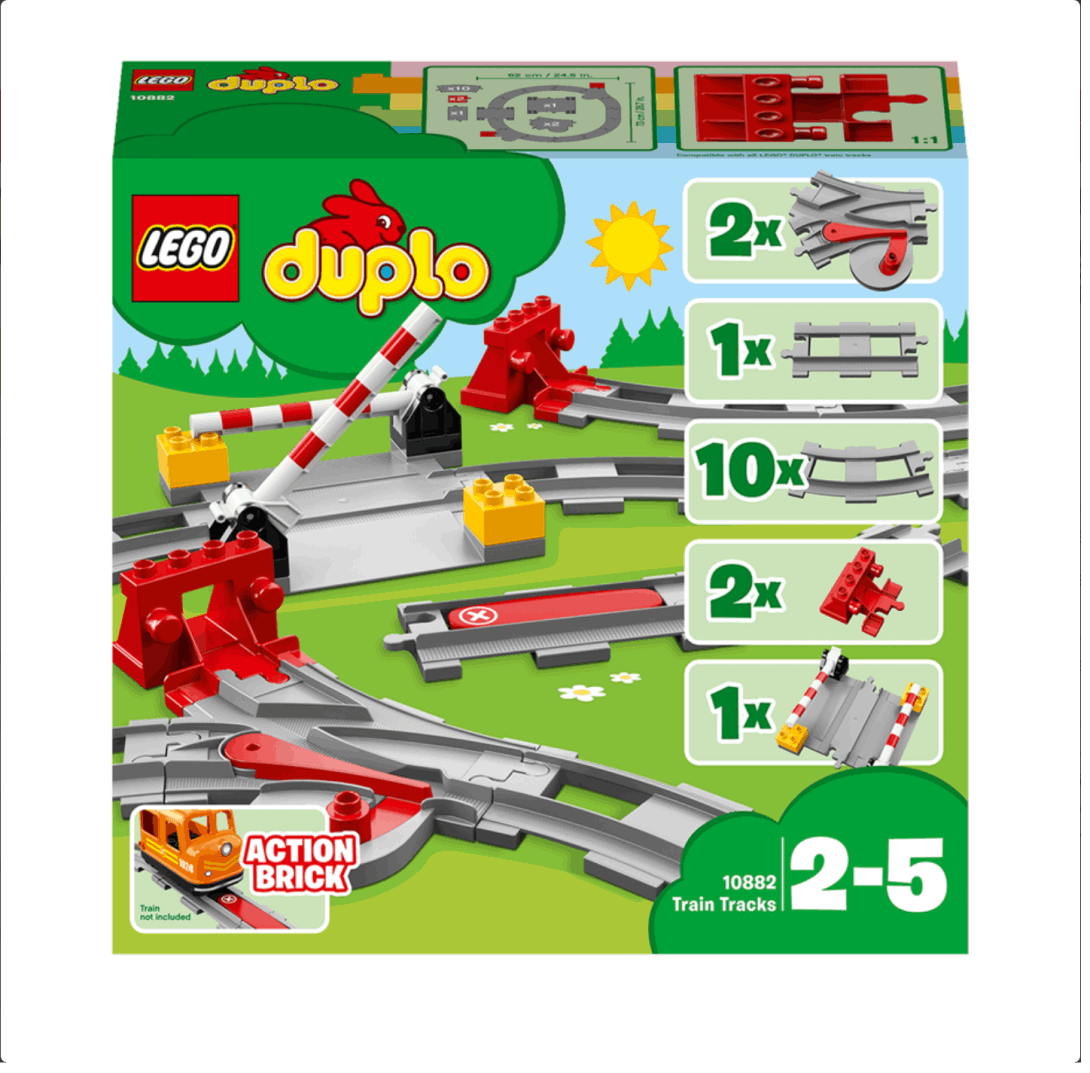 LEGO duplo
10882
62 cm / 24.5 in.
x10
x2
x1
x1
x2
1:1
Compatible with all LEGO® DUPLO® train tracks
LEGO duplo
2x
1x
10x
2x
1x
1028
Train
not included
ACTION
BRICK
10882
Train Tracks
2-5